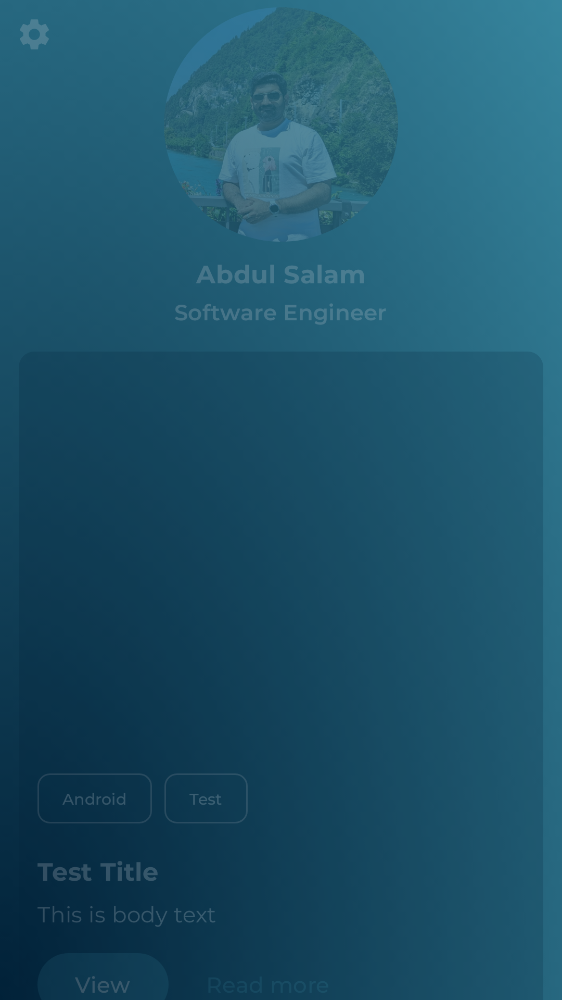 Abdul Salam
Software Engineer
Android Test
Test Title
This is body text
View Read more